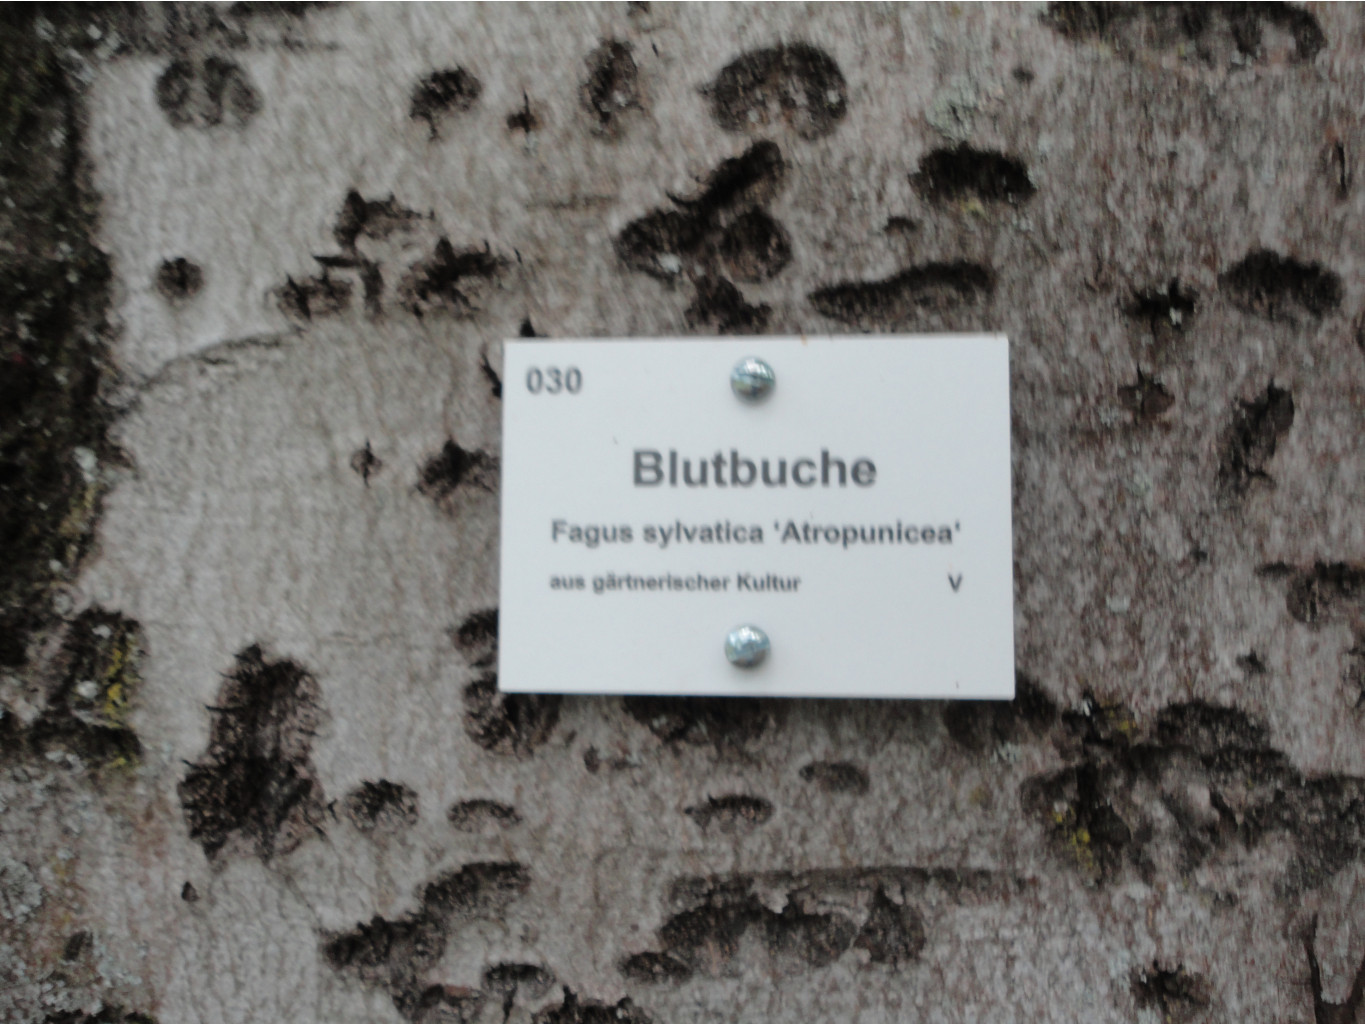 030
Blutbuche
Fagus sylvatica 'Atropunicea'
aus gärtnerischer Kultur V